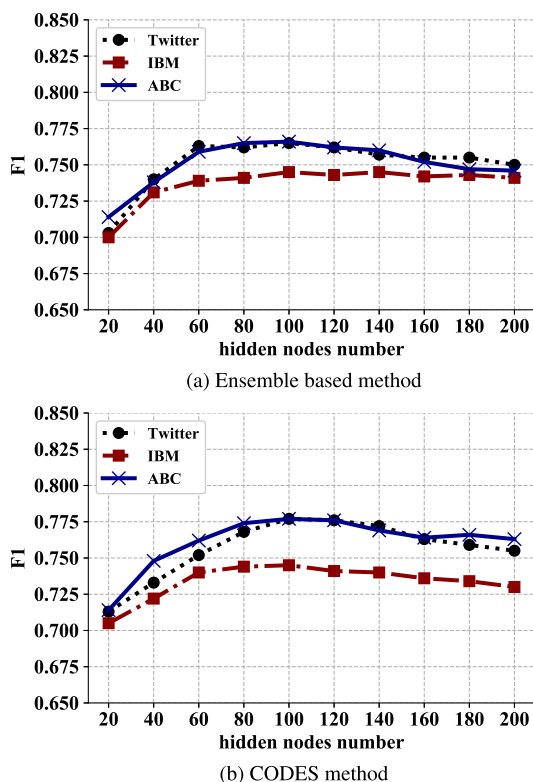 0.850
0.825
0.800
0.775
0.750
0.725
0.700
0.675
0.650
F1
Twitter
IBM
ABC
20 40 60 80 100 120 140 160 180 200
hidden nodes number
(a) Ensemble based method
0.850
0.825
0.800
0.775
0.750
0.725
0.700
0.675
0.650
F1
Twitter
IBM
ABC
20 40 60 80 100 120 140 160 180 200
hidden nodes number
(b) CODES method